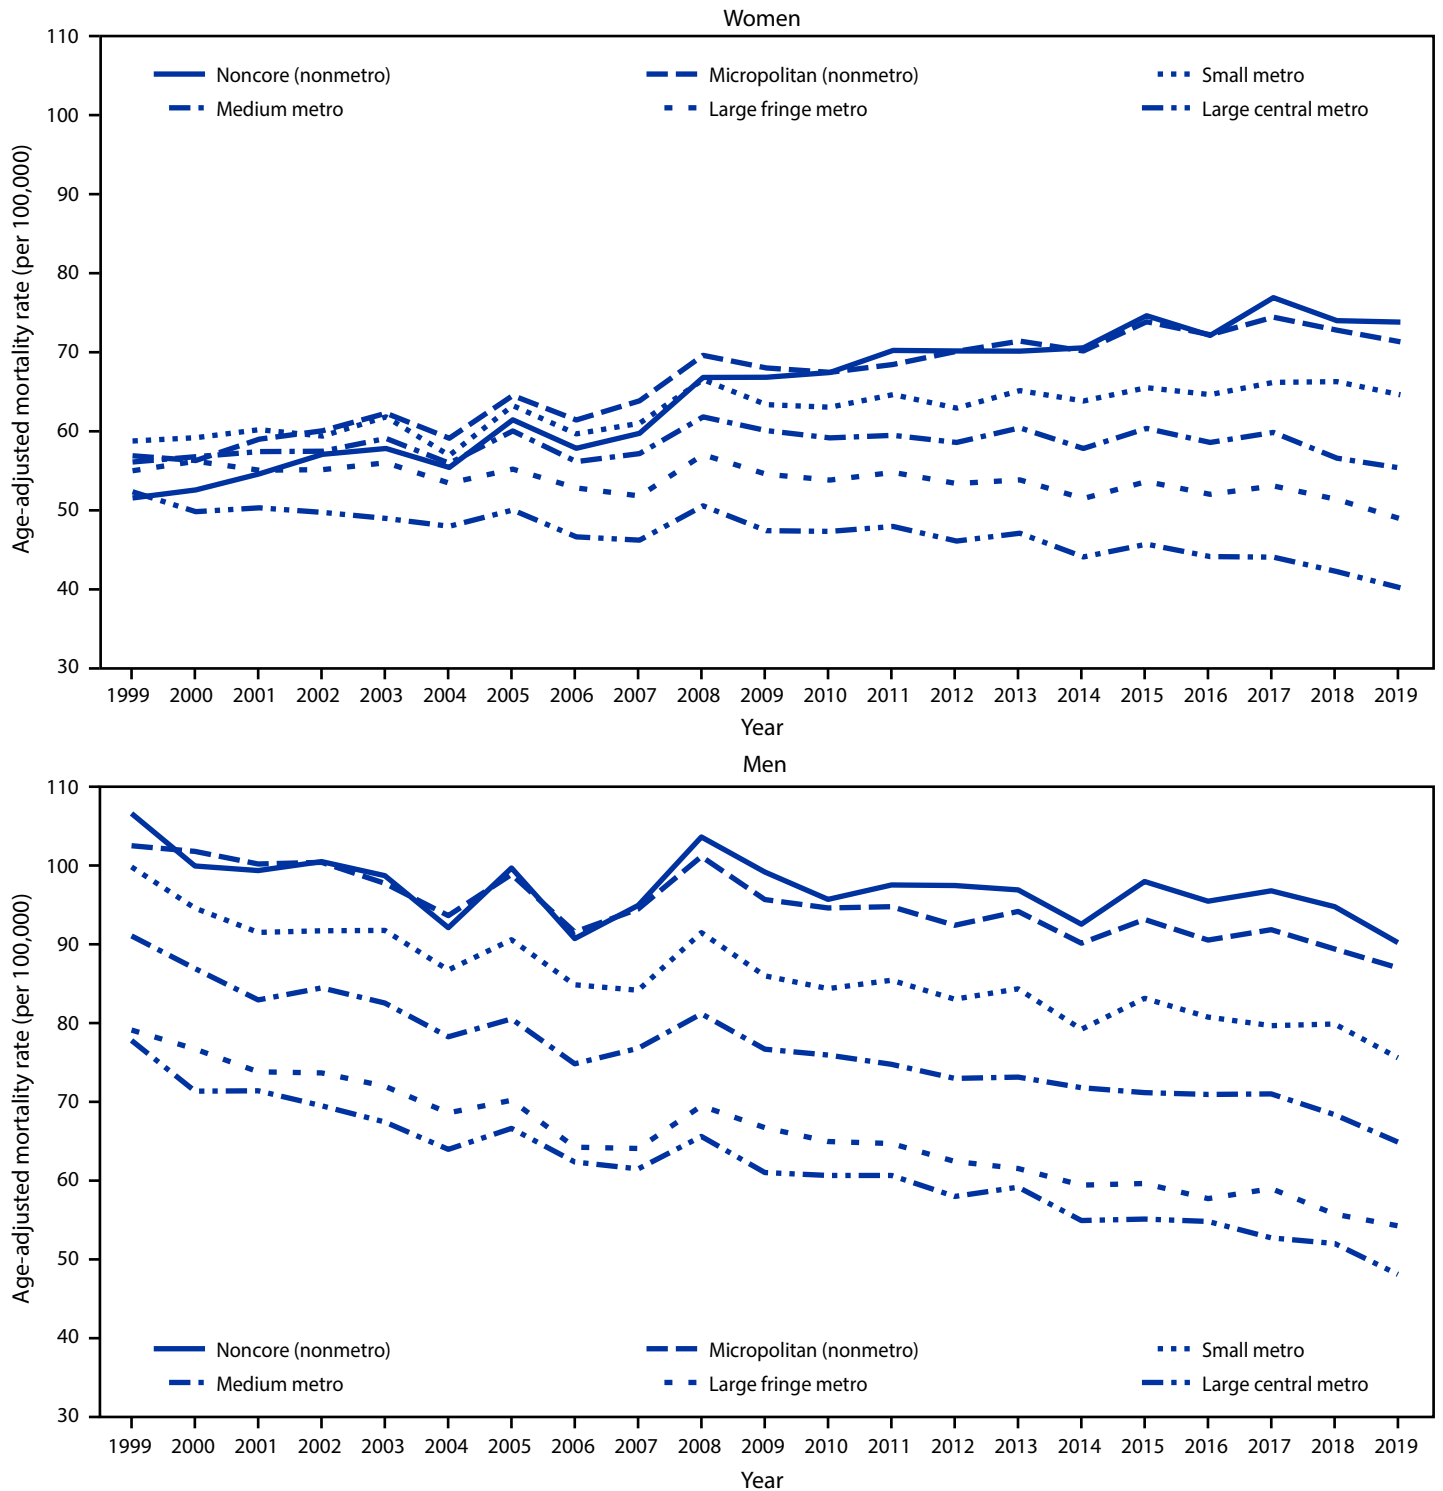 Women
110
100
90
80
70
60
50
40
30
Age-adjusted mortality rate (per 100,000)
Noncore (nonmetro) Micropolitan (nonmetro) Small metro
Medium metro Large fringe metro Large central metro
1999 2000 2001 2002 2003 2004 2005 2006 2007 2008 2009 2010 2011 2012 2013 2014 2015 2016 2017 2018 2019
Year
Men
110
100
90
80
70
60
50
40
30
Age-adjusted mortality rate (per 100,000)
Noncore (nonmetro) Micropolitan (nonmetro) Small metro
Medium metro Large fringe metro Large central metro
1999 2000 2001 2002 2003 2004 2005 2006 2007 2008 2009 2010 2011 2012 2013 2014 2015 2016 2017 2018 2019
Year